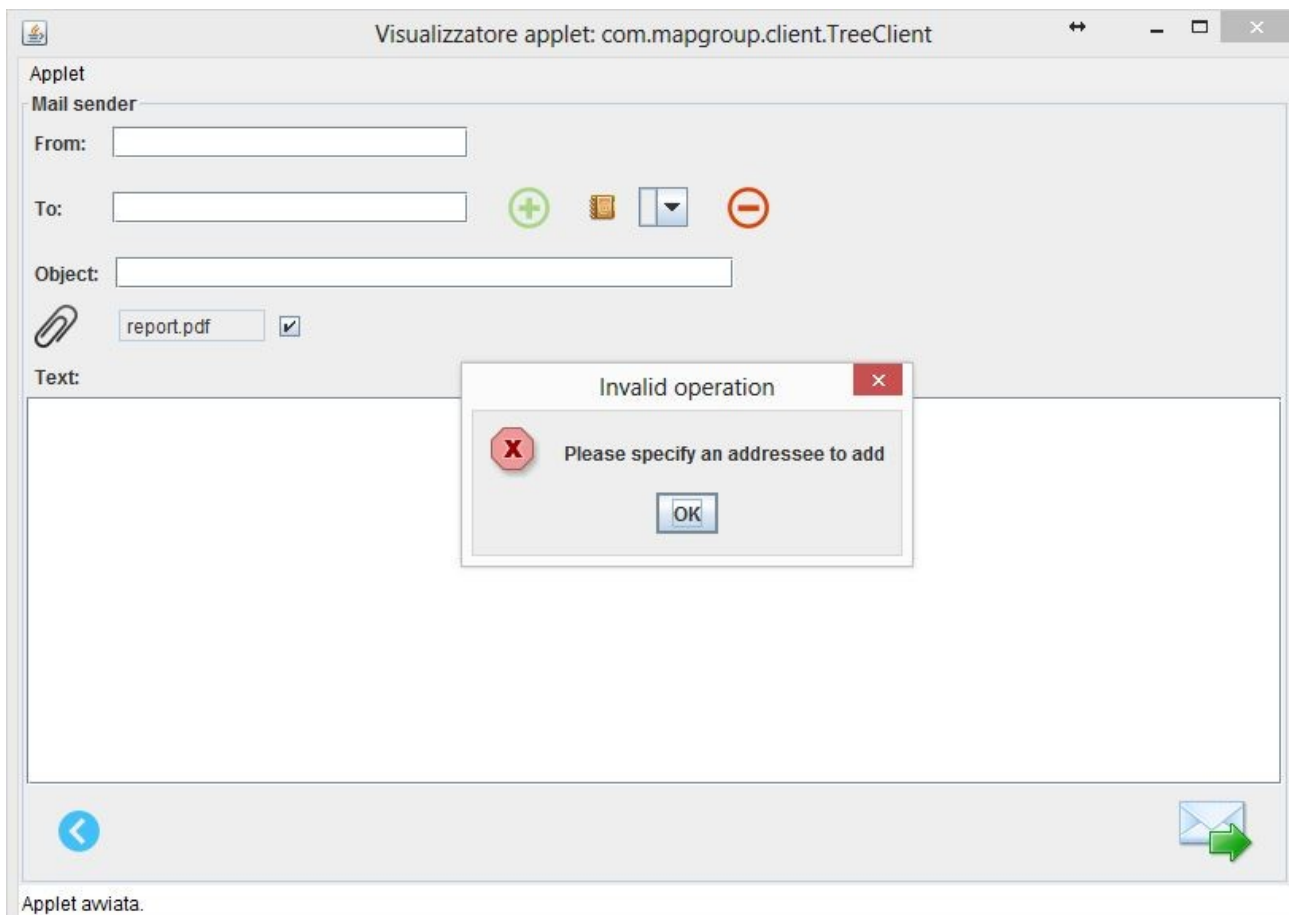 Visualizzatore applet: com.mapgroup.client.TreeClient
Applet
Mail sender
From:
To:
Object:
report.pdf
Text:
Invalid operation
Please specify an addressee to add
OK
Applet avviata.